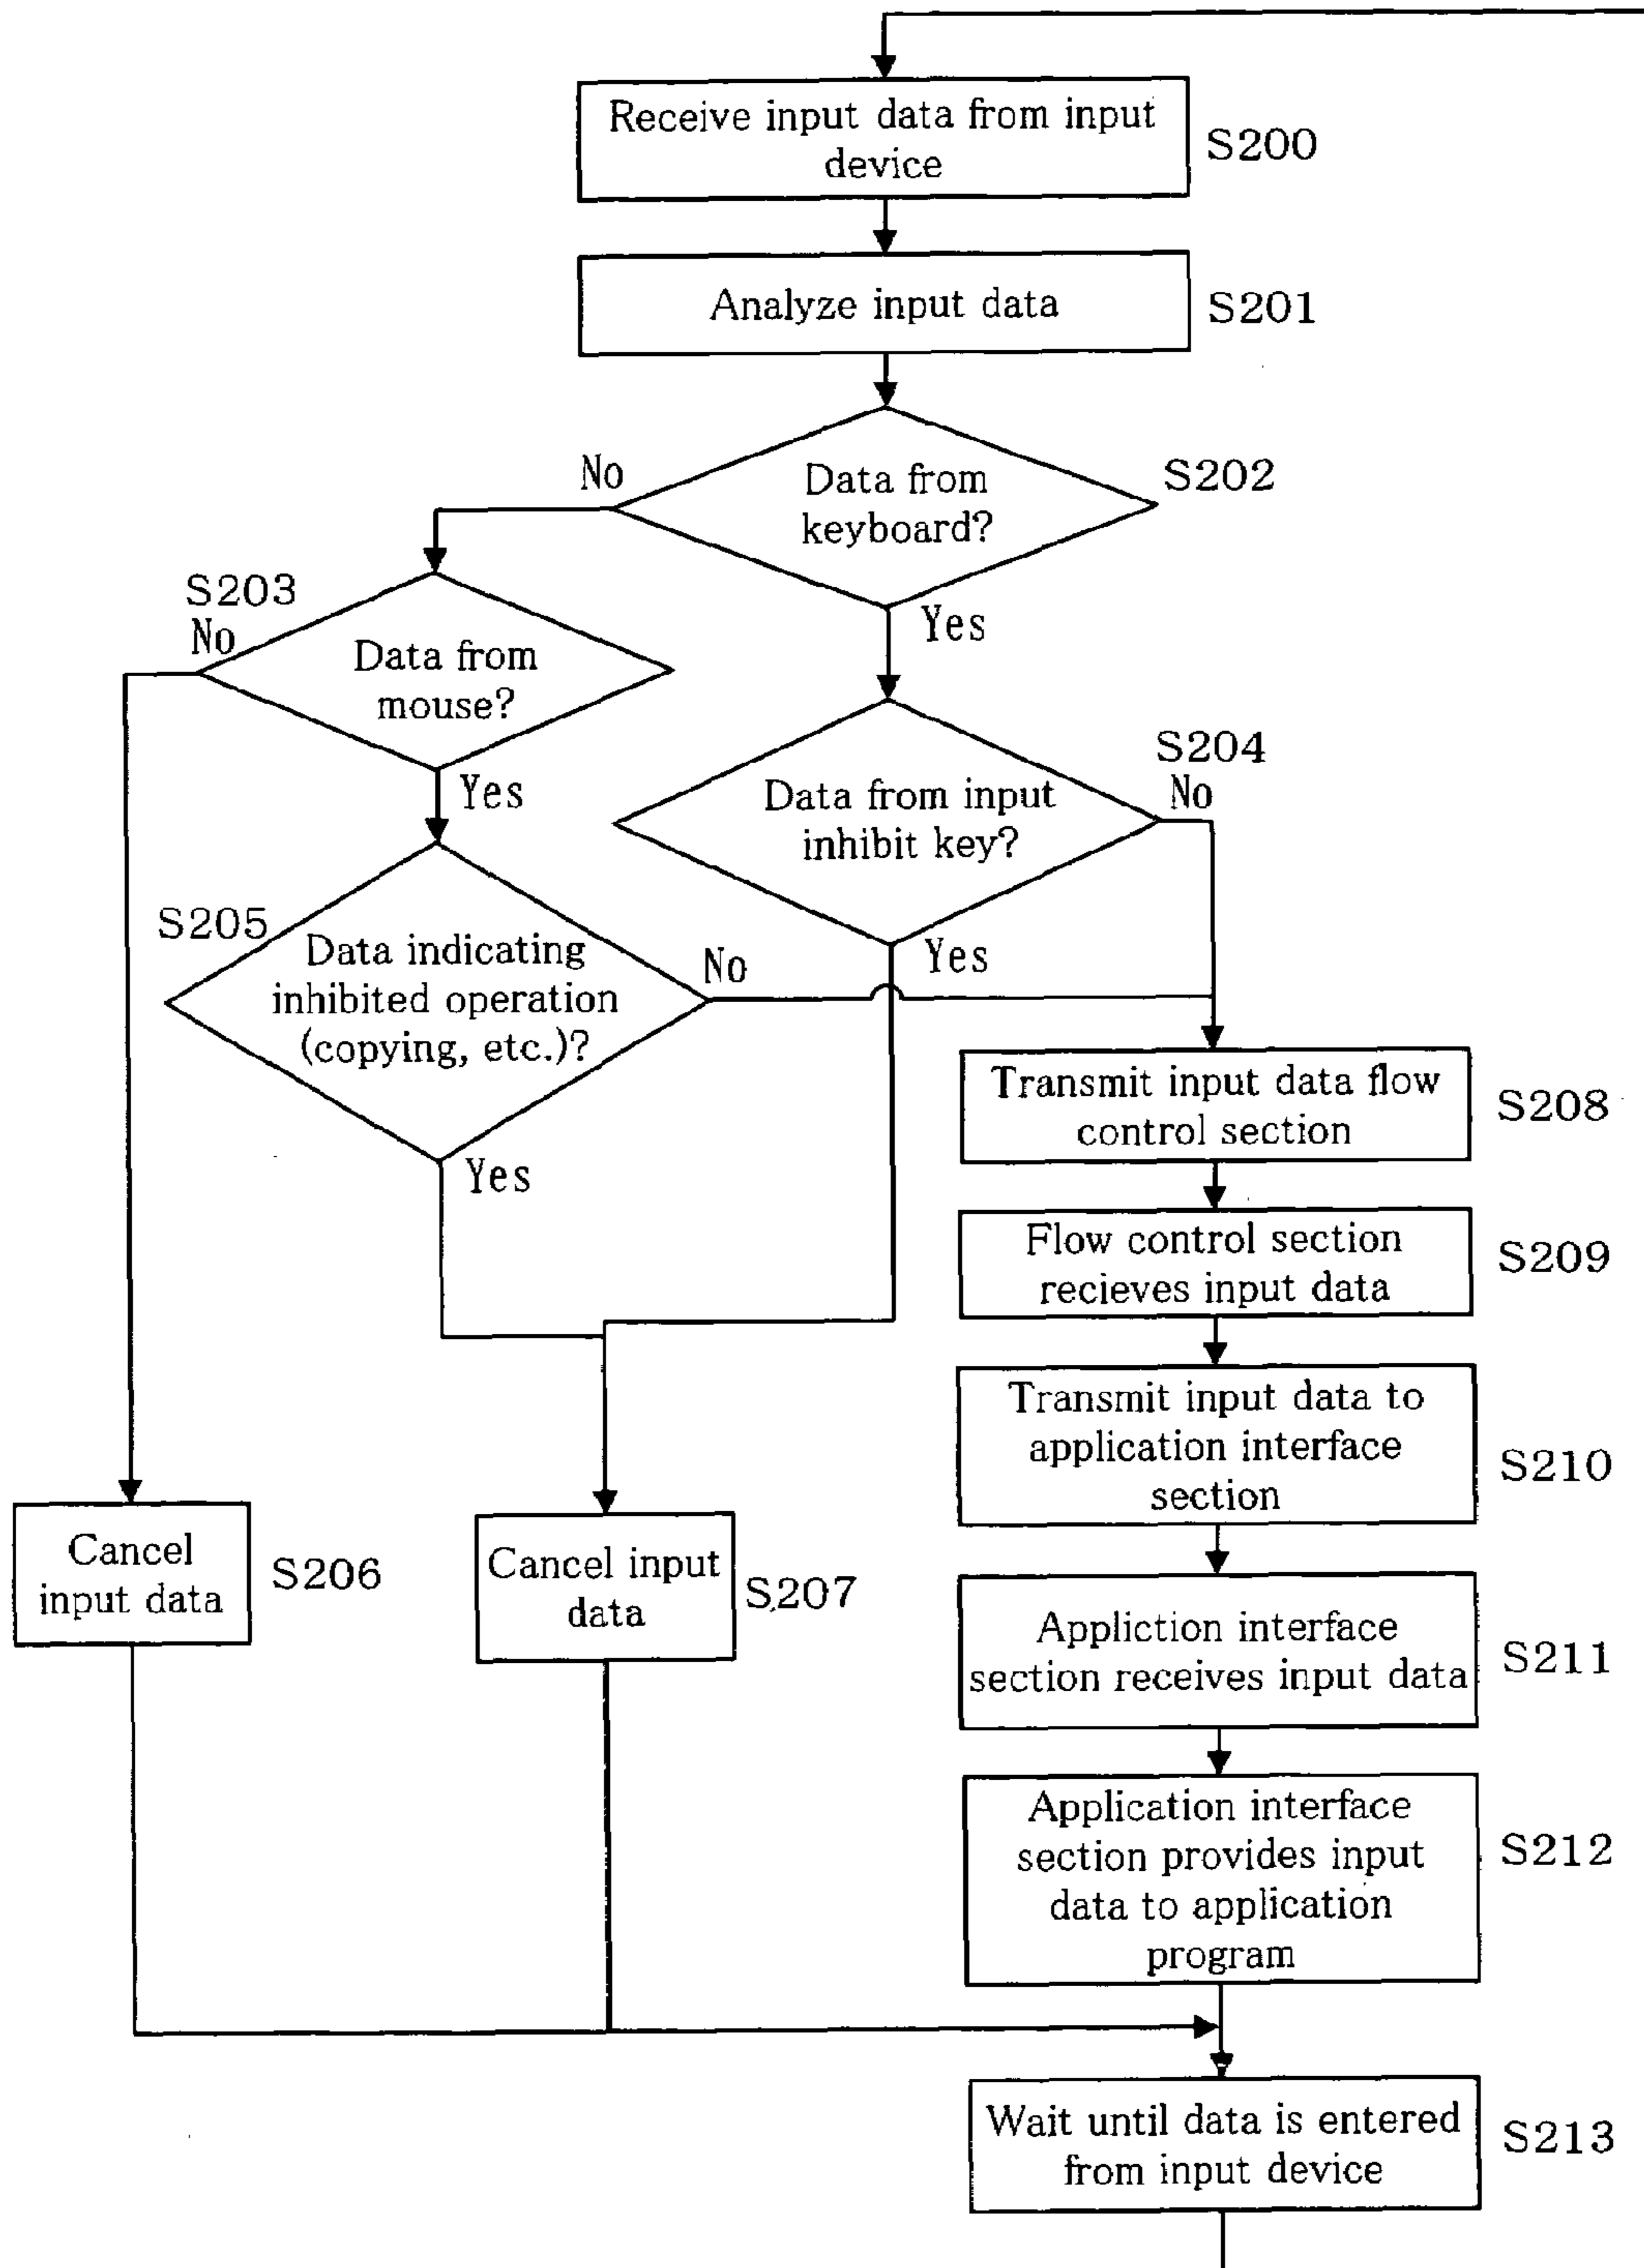 Receive input data from input
device
S200
Analyze input data
S201
No
Data from
keyboard?
S202
Yes
S203
No
Data from
mouse?
Yes
S204
Data from input
inhibit key?
No
Yes
S205
Data indicating
inhibited operation
(copying, etc.)?
No
Yes
Transmit input data flow
control section
S208
Flow control section
recieves input data
S209
Transmit input data to
application interface
section
S210
Cancel
input data
S206
Cancel input
data
S207
Appliction interface
section receives input data
S211
Application interface
section provides input
data to application
program
S212
Wait until data is entered
from input device
S213